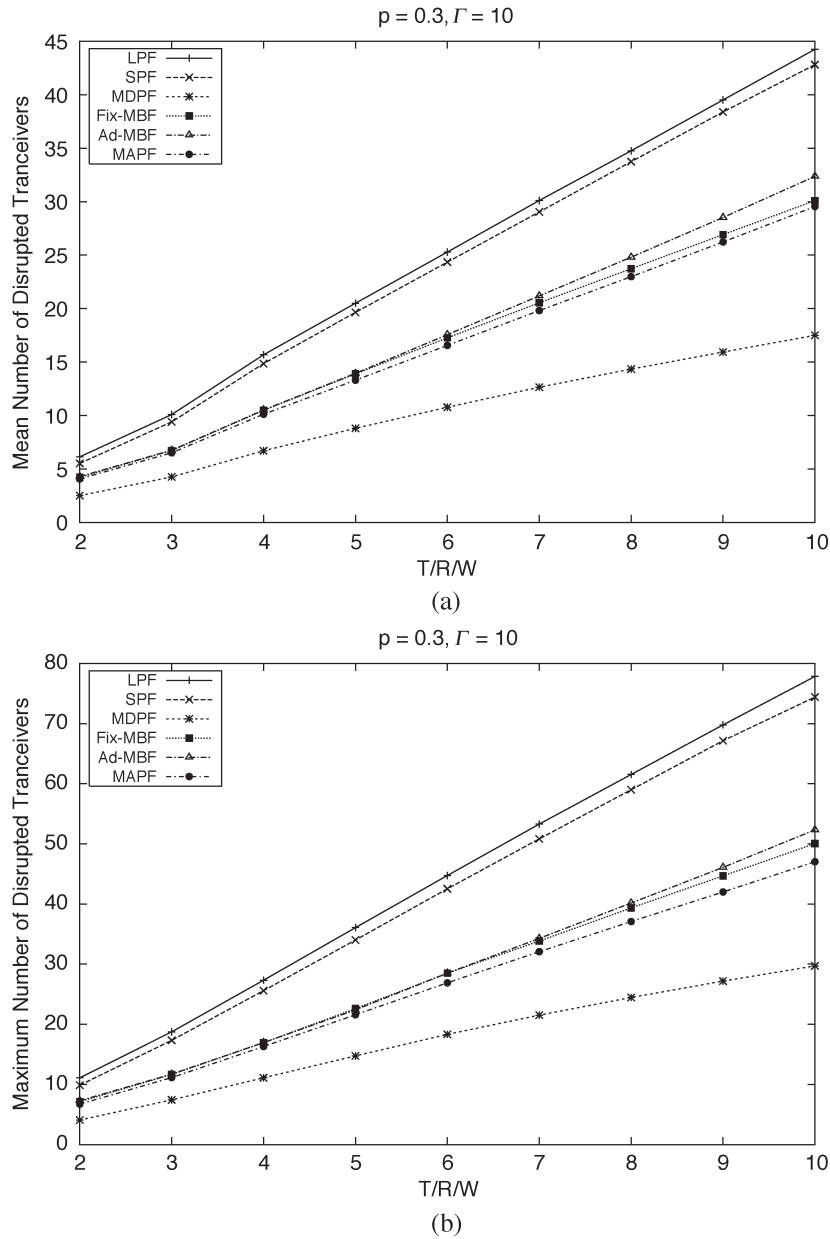 p = 0.3, Γ = 10
Mean Number of Disrupted Tranceivers
45
40
35
30
25
20
15
10
5
0
LPF
SPF
MDPF
Fix-MBF
Ad-MBF
MAPF
2 3 4 5 6 7 8 9 10
T/R/W
(a)
p = 0.3, Γ = 10
Maximum Number of Disrupted Tranceivers
80
70
60
50
40
30
20
10
0
LPF
SPF
MDPF
Fix-MBF
Ad-MBF
MAPF
2 3 4 5 6 7 8 9 10
T/R/W
(b)